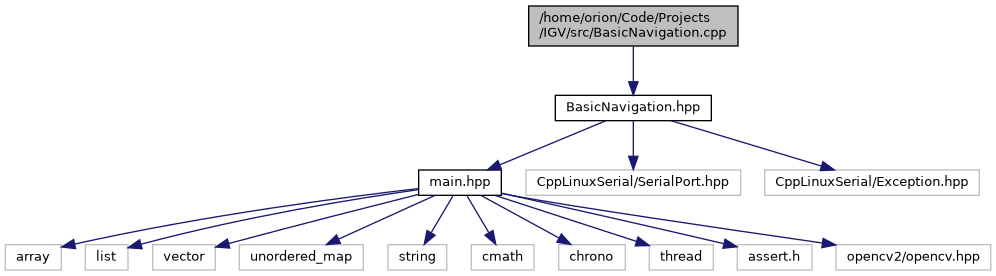 /home/orion/Code/Projects
/IGV/src/BasicNavigation.cpp
BasicNavigation.hpp
main.hpp
CppLinuxSerial/SerialPort.hpp
CppLinuxSerial/Exception.hpp
array
list
vector
unordered_map
string
cmath
chrono
thread
assert.h
opencv2/opencv.hpp